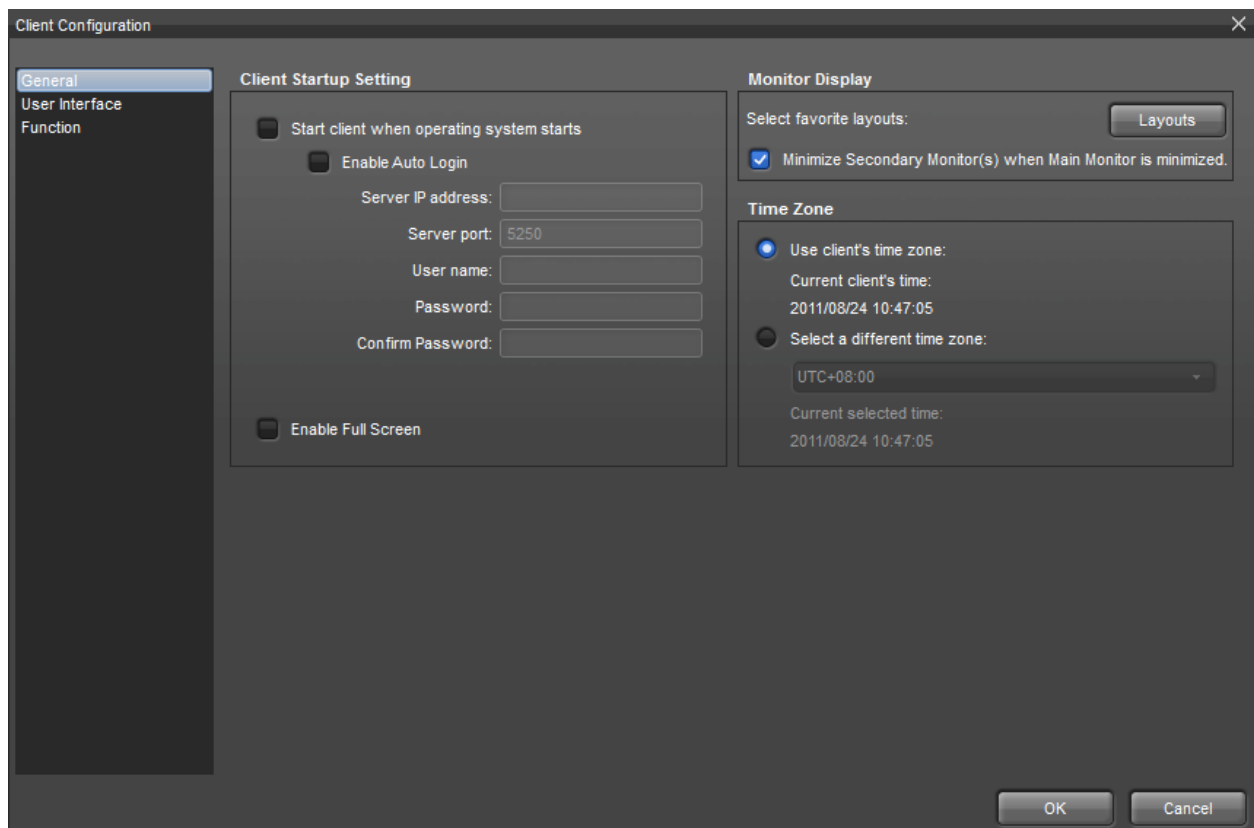 Client Configuration
General
User Interface
Function
Client Startup Setting
Start client when operating system starts
Enable Auto Login
Server IP address:
Server port: 5250
User name:
Password:
Confirm Password:
Enable Full Screen
Monitor Display
Select favorite layouts: Layouts
Minimize Secondary Monitor(s) when Main Monitor is minimized.
Time Zone
Use client's time zone:
Current client's time:
2011/08/24 10:47:05
Select a different time zone:
UTC+08:00
Current selected time:
2011/08/24 10:47:05
OK Cancel